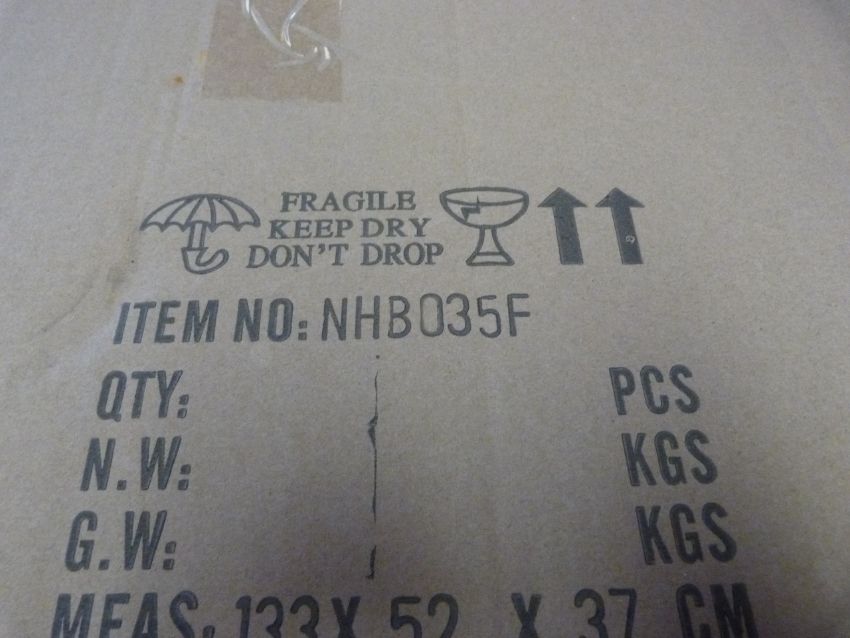 FRAGILE
KEEP DRY
DON'T DROP
ITEM NO: NHB035F
QTY: PCS
N.W: KGS
G.W: KGS
MEAS: 133X 52 X 37 CM